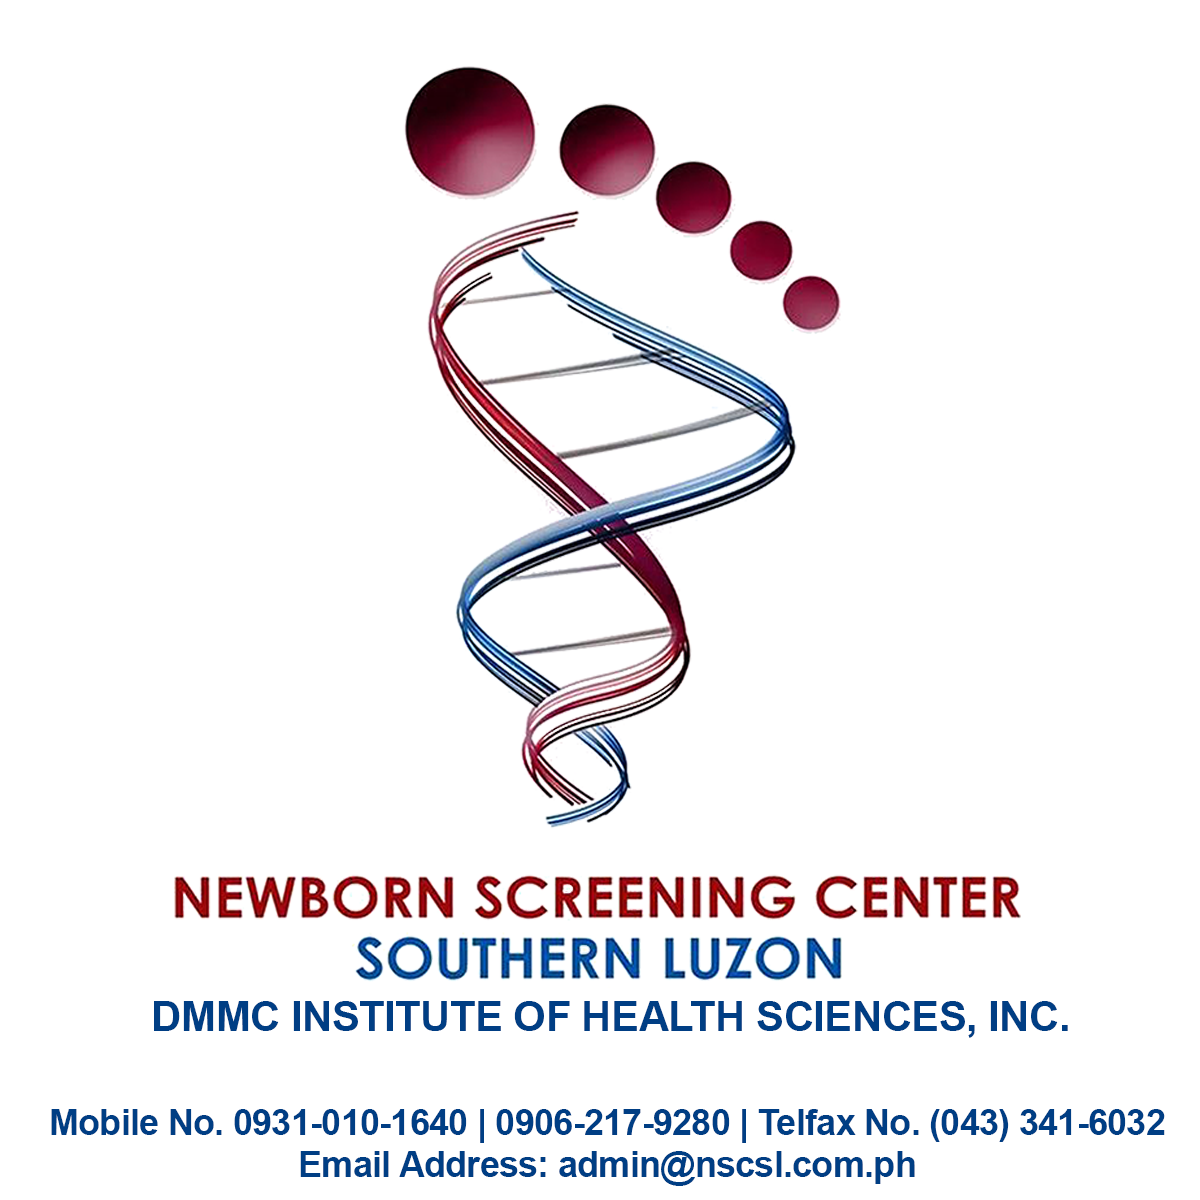 NEWBORN SCREENING CENTER
SOUTHERN LUZON
DMMC INSTITUTE OF HEALTH SCIENCES, INC.
Mobile No. 0931-010-1640 | 0906-217-9280 | Telfax No. (043) 341-6032
Email Address: admin@nscsl.com.ph